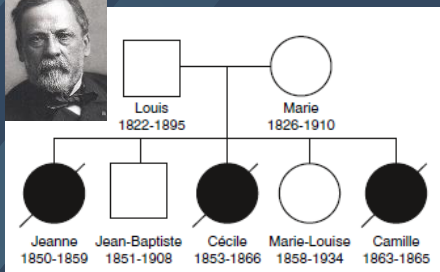 Louis
1822-1895
Marie
1826-1910
Jeanne
1850-1859
Jean-Baptiste
1851-1908
Cécile
1853-1866
Marie-Louise
1858-1934
Camille
1863-1865